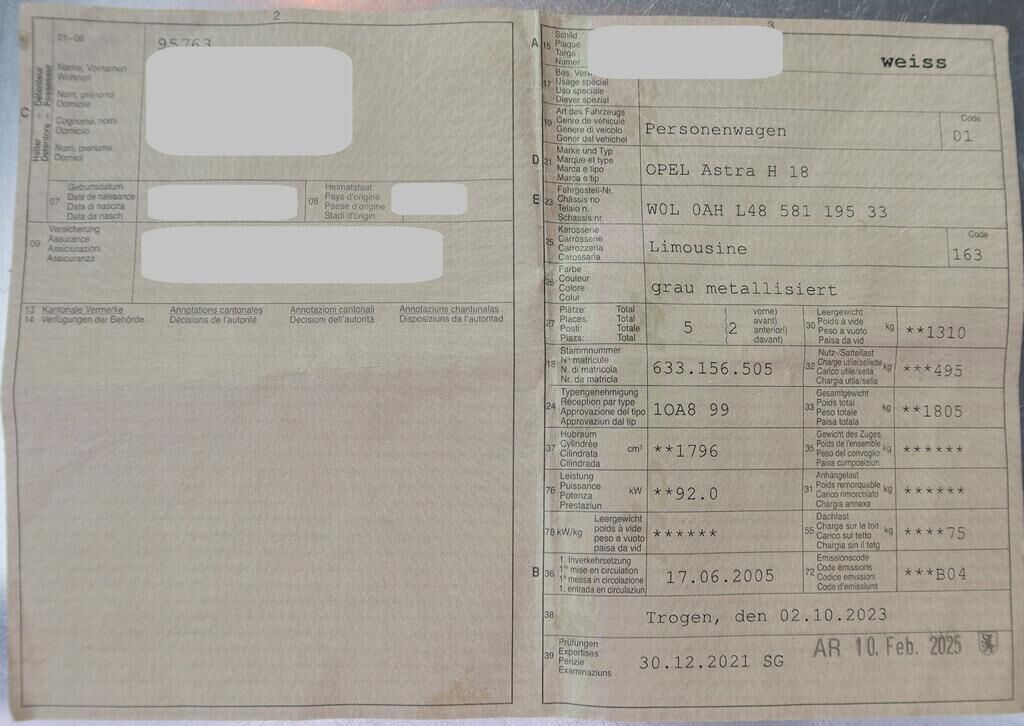 2
01-06
95763
C
Halter – Détenteur
Detentore – Possessur
Name, Vornamen
Wohnort
Nom, prénoms
Domicile
Cognome, nomi
Domicilio
Num, prenums
Domicil
07
Geburtsdatum
Date de naissance
Data di nascita
Data da nasch
08
Heimatstaat
Pays d'origine
Paese d'origine
Stadi d'origin
09
Versicherung
Assurance
Assicurazioni
Assicuranza
13 Kantonale Vermerke Annotations cantonales Annotazioni cantonali Annotaziuns chantunalas
14 Verfügungen der Behörde Décisions de l'autorité Decisioni dell'autorità Disposiziuns da l'autoritad
3
A 15
Schild
Plaque
Targa
Numer
weiss
17
Usage spécial
Uso speciale
Diever spezial
19
Art des Fahrzeugs
Genre de véhicule
Genere di veicolo
Gener dal vehichel
Personenwagen
Code
01
D 21
Marke und Typ
Marque et type
Marca e tipo
Marca e tip
OPEL Astra H 18
E 23
Fahrgestell-Nr.
Châssis no
Telaio n.
Schassis nr.
W0L 0AH L48 581 195 33
25
Karosserie
Carrosserie
Carrozzeria
Carossaria
Limousine
Code
163
26
Farbe
Couleur
Colore
Colur
grau metallisiert
27
Plätze: Total
Places: Total
Posti: Totale
Plazs: Total
5
(2
vorne)
avant)
anteriori)
davant)
30
Leergewicht
Poids à vide
Peso a vuoto
Paisa da vid
kg
**1310
18
Stammnummer
N° matricule
N. di matricola
Nr. da matricla
633.156.505
32
Nutz-/Sattellast
Charge utile/sellette
Carico utile/sella
Chargia utila/sella
kg
***495
24
Typengenehmigung
Réception par type
Approvazione del tipo
Approvaziun dal tip
1OA8 99
33
Gesamtgewicht
Poids total
Peso totale
Paisa totala
kg
**1805
37
Hubraum
Cylindrée
Cilindrata
Cilindrada
cm³
**1796
35
Gewicht des Zuges
Poids de l'ensemble
Peso del convoglio
Paisa cumposiziun
kg
******
76
Leistung
Puissance
Potenza
Prestaziun
kW
**92.0
31
Anhängelast
Poids remorquable
Carico rimorchiato
Chargia annexa
kg
******
78 kW/kg
Leergewicht
poids à vide
peso a vuoto
paisa da vid
******
55
Dachlast
Charge sur le toit
Carico sul tetto
Chargia sin il tetg
kg
****75
B 36
1. Inverkehrsetzung
1re mise en circulation
1a messa in circolazione
1. entrada en circulaziun
17.06.2005
72
Emissionscode
Code émissions
Codice emissioni
Code d'emissiuns
***B04
38
Trogen, den 02.10.2023
39
Prüfungen
Expertises
Perizie
Examinaziuns
30.12.2021 SG
AR 10. Feb. 2025